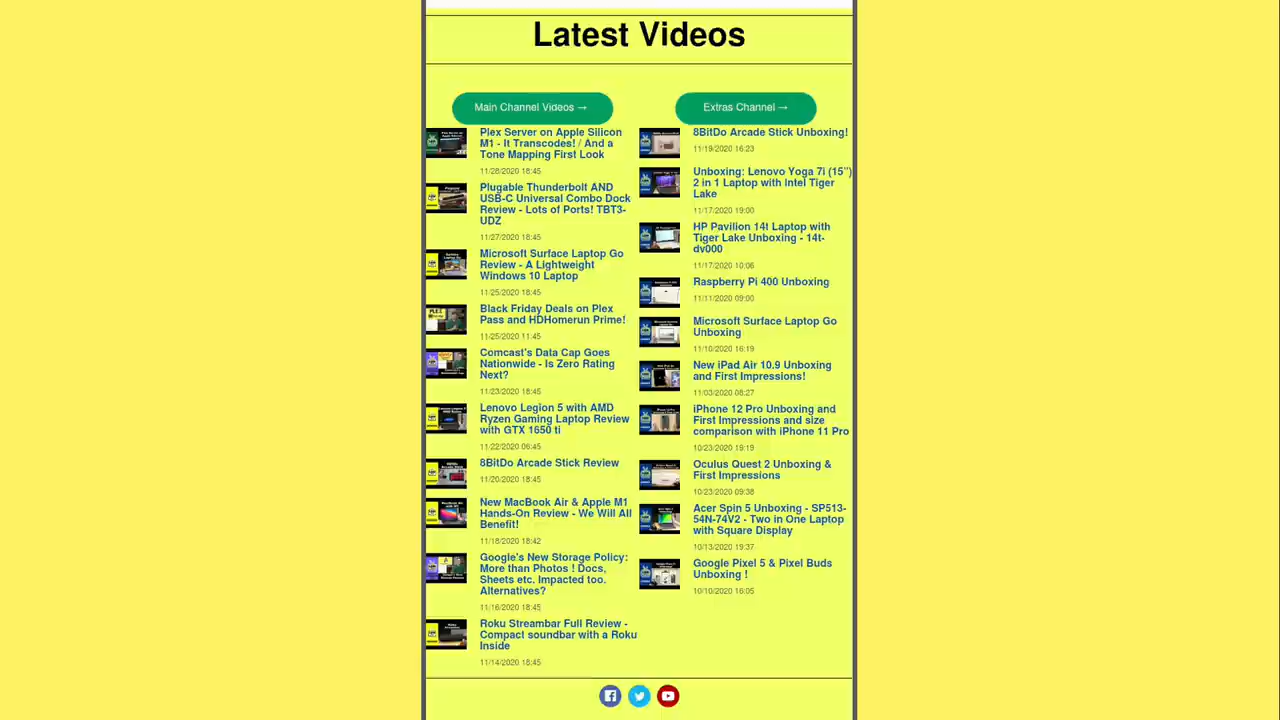 Latest Videos
Main Channel Videos →
Plex Server on Apple Silicon
M1 - It Transcodes! / And a
Tone Mapping First Look
11/28/2020 18:45
Plugable Thunderbolt AND
USB-C Universal Combo Dock
Review - Lots of Ports! TBT3-
UDZ
11/27/2020 18:45
Microsoft Surface Laptop Go
Review - A Lightweight
Windows 10 Laptop
11/25/2020 18:45
Black Friday Deals on Plex
Pass and HDHomerun Prime!
11/25/2020 11:45
Comcast's Data Cap Goes
Nationwide - Is Zero Rating
Next?
11/23/2020 18:45
Lenovo Legion 5 with AMD
Ryzen Gaming Laptop Review
with GTX 1650 ti
11/22/2020 06:45
8BitDo Arcade Stick Review
11/20/2020 18:45
New MacBook Air & Apple M1
Hands-On Review - We Will All
Benefit!
11/18/2020 18:42
Google's New Storage Policy:
More than Photos ! Docs,
Sheets etc. Impacted too.
Alternatives?
11/16/2020 18:45
Roku Streambar Full Review -
Compact soundbar with a Roku
Inside
11/14/2020 18:45
Extras Channel →
8BitDo Arcade Stick Unboxing!
11/19/2020 16:23
Unboxing: Lenovo Yoga 7i (15")
2 in 1 Laptop with Intel Tiger
Lake
11/17/2020 19:00
HP Pavilion 14t Laptop with
Tiger Lake Unboxing - 14t-
dv000
11/17/2020 10:06
Raspberry Pi 400 Unboxing
11/11/2020 09:00
Microsoft Surface Laptop Go
Unboxing
11/10/2020 16:19
New iPad Air 10.9 Unboxing
and First Impressions!
11/03/2020 08:27
iPhone 12 Pro Unboxing and
First Impressions and size
comparison with iPhone 11 Pro
10/23/2020 19:19
Oculus Quest 2 Unboxing &
First Impressions
10/23/2020 09:38
Acer Spin 5 Unboxing - SP513-
54N-74V2 - Two in One Laptop
with Square Display
10/13/2020 19:37
Google Pixel 5 & Pixel Buds
Unboxing !
10/10/2020 16:05